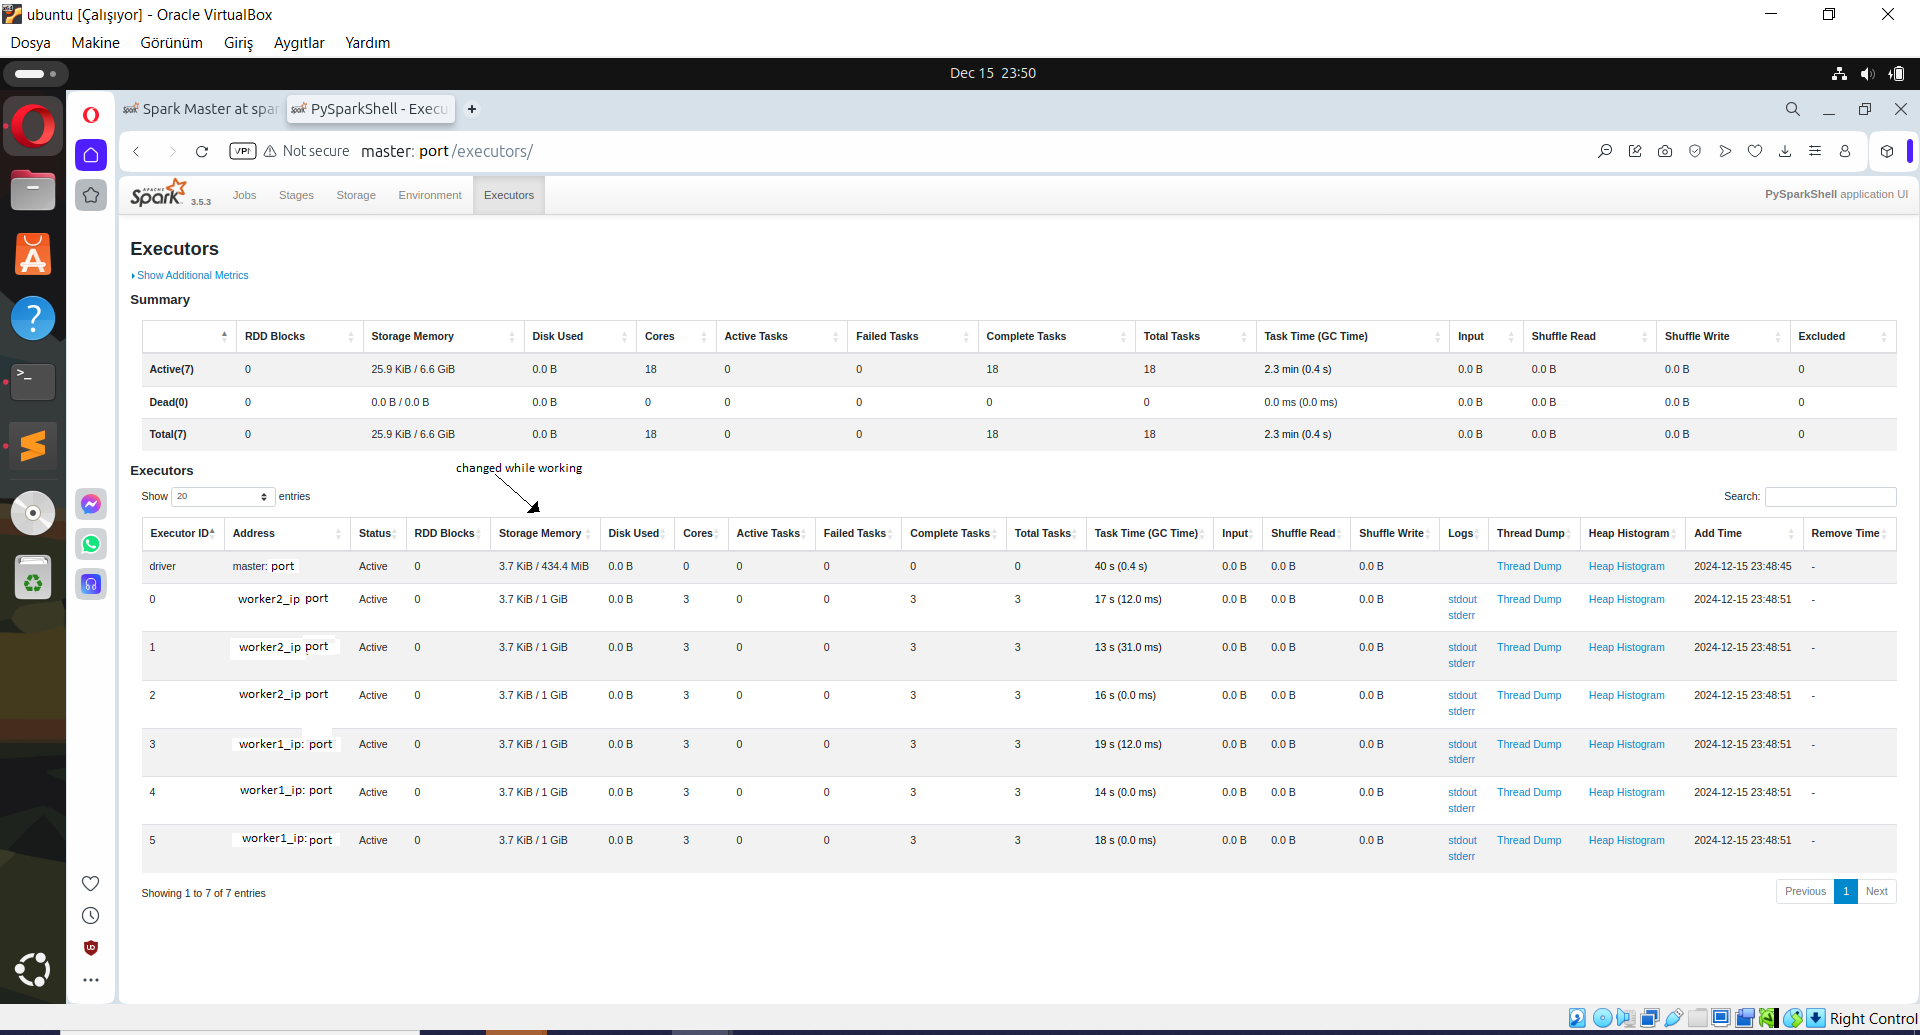 ubuntu [Çalışıyor] - Oracle VirtualBox
Dosya Makine Görünüm Giriş Aygıtlar Yardım
Dec 15 23:50
Spark Master at spar
PySparkShell - Execu
VPN Not secure master: port /executors/
APACHE Spark 3.5.3 Jobs Stages Storage Environment Executors PySparkShell application UI
Executors
Show Additional Metrics
Summary
RDD Blocks Storage Memory Disk Used Cores Active Tasks Failed Tasks Complete Tasks Total Tasks Task Time (GC Time) Input Shuffle Read Shuffle Write Excluded
Active(7) 0 25.9 KiB / 6.6 GiB 0.0 B 18 0 0 18 18 2.3 min (0.4 s) 0.0 B 0.0 B 0.0 B 0
Dead(0) 0 0.0 B / 0.0 B 0.0 B 0 0 0 0 0 0.0 ms (0.0 ms) 0.0 B 0.0 B 0.0 B 0
Total(7) 0 25.9 KiB / 6.6 GiB 0.0 B 18 0 0 18 18 2.3 min (0.4 s) 0.0 B 0.0 B 0.0 B 0
Executors
changed while working
Show 20 entries Search:
Executor ID Address Status RDD Blocks Storage Memory Disk Used Cores Active Tasks Failed Tasks Complete Tasks Total Tasks Task Time (GC Time) Input Shuffle Read Shuffle Write Logs Thread Dump Heap Histogram Add Time Remove Time
driver master: port Active 0 3.7 KiB / 434.4 MiB 0.0 B 0 0 0 0 0 40 s (0.4 s) 0.0 B 0.0 B 0.0 B Thread Dump Heap Histogram 2024-12-15 23:48:45 -
0 worker2_ip port Active 0 3.7 KiB / 1 GiB 0.0 B 3 0 0 3 3 17 s (12.0 ms) 0.0 B 0.0 B 0.0 B stdout Thread Dump Heap Histogram 2024-12-15 23:48:51 -
stderr
1 worker2_ip port Active 0 3.7 KiB / 1 GiB 0.0 B 3 0 0 3 3 13 s (31.0 ms) 0.0 B 0.0 B 0.0 B stdout Thread Dump Heap Histogram 2024-12-15 23:48:51 -
stderr
2 worker2_ip port Active 0 3.7 KiB / 1 GiB 0.0 B 3 0 0 3 3 16 s (0.0 ms) 0.0 B 0.0 B 0.0 B stdout Thread Dump Heap Histogram 2024-12-15 23:48:51 -
stderr
3 worker1_ip: port Active 0 3.7 KiB / 1 GiB 0.0 B 3 0 0 3 3 19 s (12.0 ms) 0.0 B 0.0 B 0.0 B stdout Thread Dump Heap Histogram 2024-12-15 23:48:51 -
stderr
4 worker1_ip: port Active 0 3.7 KiB / 1 GiB 0.0 B 3 0 0 3 3 14 s (0.0 ms) 0.0 B 0.0 B 0.0 B stdout Thread Dump Heap Histogram 2024-12-15 23:48:51 -
stderr
5 worker1_ip: port Active 0 3.7 KiB / 1 GiB 0.0 B 3 0 0 3 3 18 s (0.0 ms) 0.0 B 0.0 B 0.0 B stdout Thread Dump Heap Histogram 2024-12-15 23:48:51 -
stderr
Showing 1 to 7 of 7 entries Previous 1 Next
Right Control